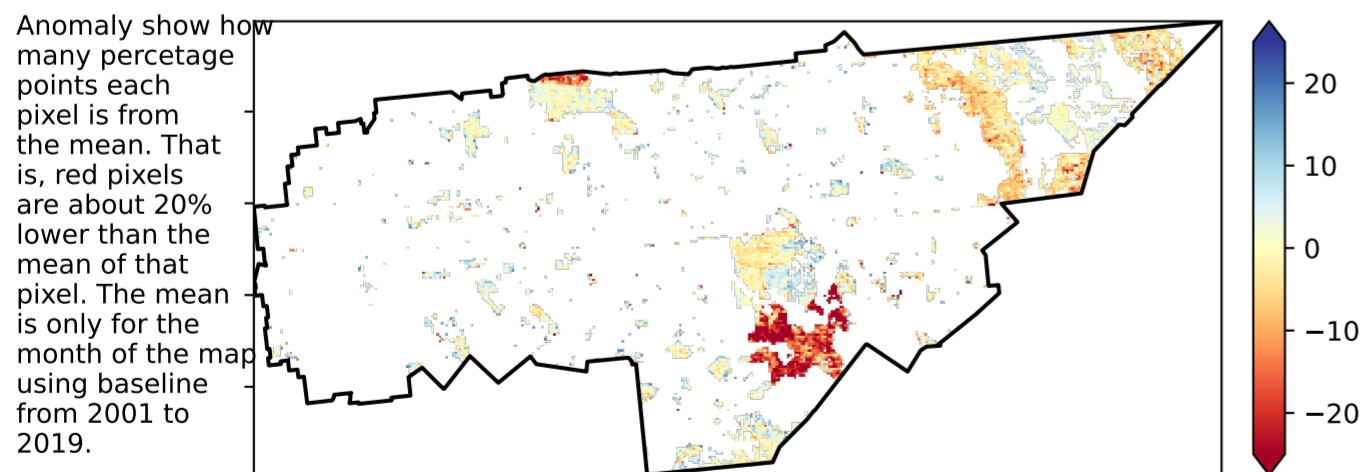 Anomaly show how
many percetage
points each
pixel is from
the mean. That
is, red pixels
are about 20%
lower than the
mean of that
pixel. The mean
is only for the
month of the map
using baseline
from 2001 to
2019.
20
10
0
−10
−20